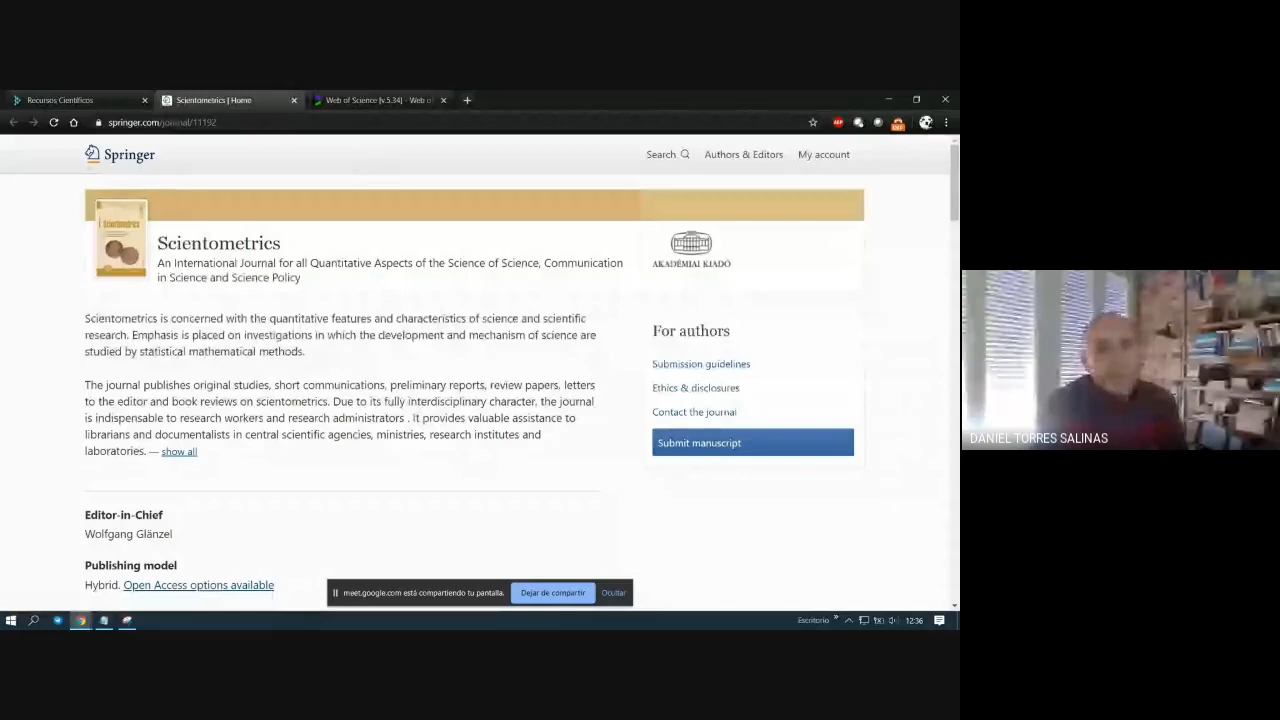 Recursos Científicos
Scientometrics | Home
Web of Science [v.5.34] - Web o
springer.com/journal/11192
ABP
Springer
Search
Authors & Editors
My account
Scientometrics
Scientometrics
An International Journal for all Quantitative Aspects of the Science of Science, Communication
in Science and Science Policy
AKADÉMIAI KIADÓ
Scientometrics is concerned with the quantitative features and characteristics of science and scientific
research. Emphasis is placed on investigations in which the development and mechanism of science are
studied by statistical mathematical methods.
The journal publishes original studies, short communications, preliminary reports, review papers, letters
to the editor and book reviews on scientometrics. Due to its fully interdisciplinary character, the journal
is indispensable to research workers and research administrators . It provides valuable assistance to
librarians and documentalists in central scientific agencies, ministries, research institutes and
laboratories. — show all
For authors
Submission guidelines
Ethics & disclosures
Contact the journal
Submit manuscript
Editor-in-Chief
Wolfgang Glänzel
Publishing model
Hybrid. Open Access options available
meet.google.com está compartiendo tu pantalla.
Dejar de compartir
Ocultar
Escritorio
12:36
DANIEL TORRES SALINAS